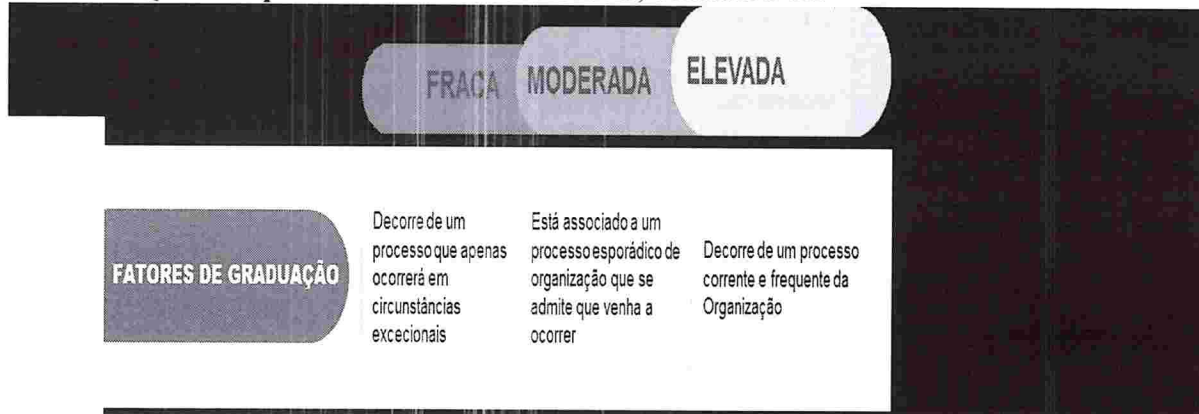 FRACA
MODERADA
ELEVADA
FATORES DE GRADUAÇÃO
Decorre de um
processo que apenas
ocorrerá em
circunstâncias
excecionais
Está associado a um
processo esporádico de
organização que se
admite que venha a
ocorrer
Decorre de um processo
corrente e frequente da
Organização